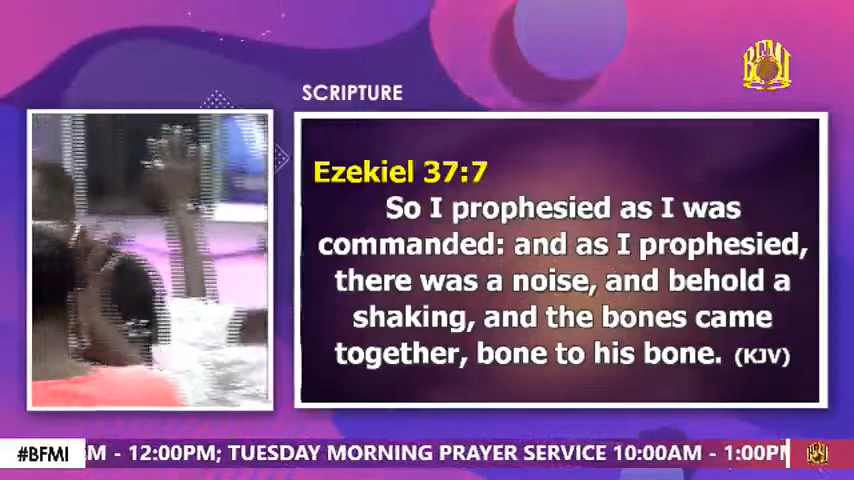 SCRIPTURE
BFMI
Ezekiel 37:7
So I prophesied as I was
commanded: and as I prophesied,
there was a noise, and behold a
shaking, and the bones came
together, bone to his bone. (KJV)
#BFMI
M - 12:00PM; TUESDAY MORNING PRAYER SERVICE 10:00AM - 1:00P